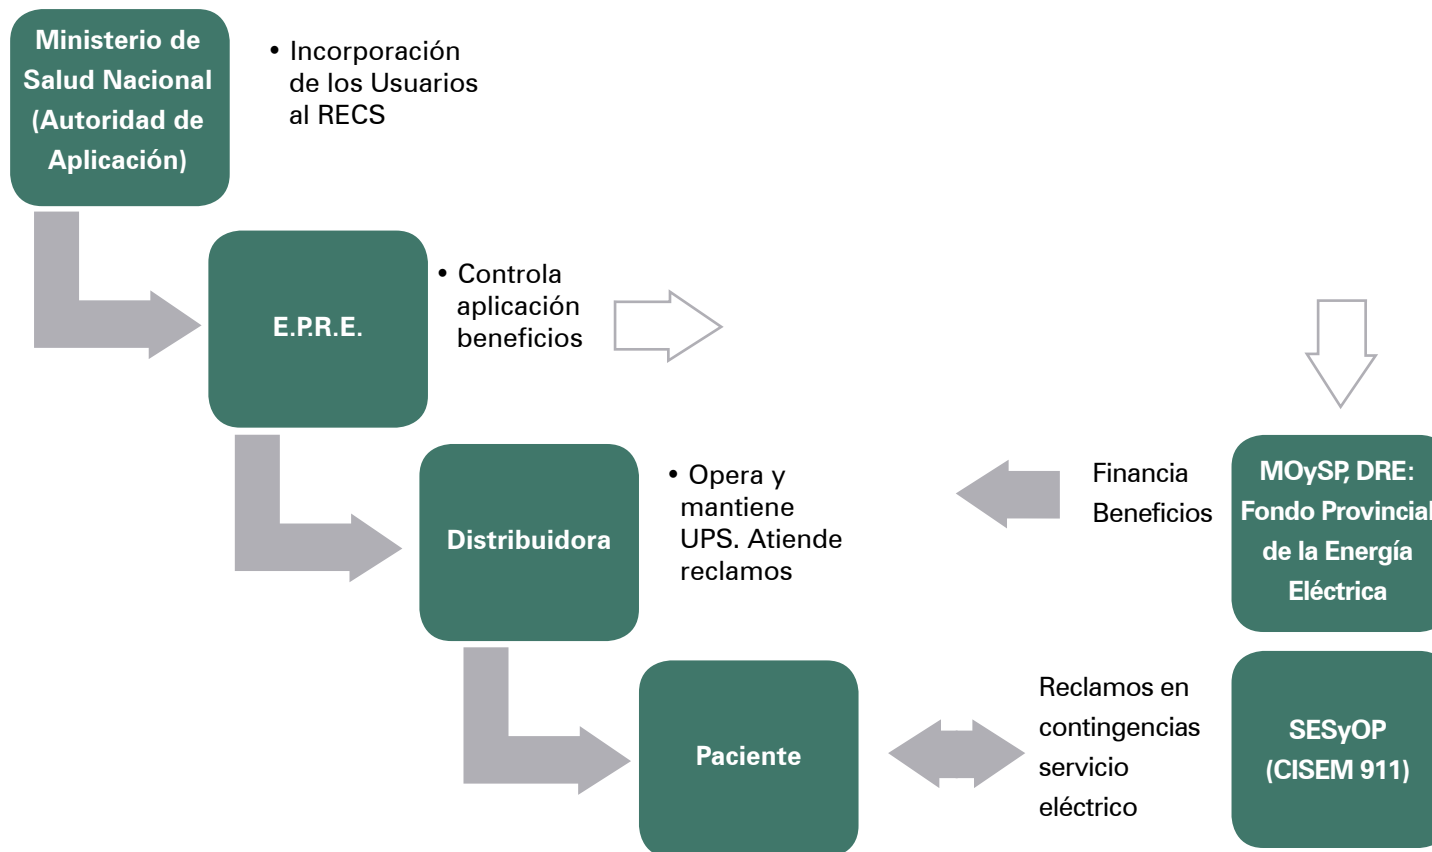 Ministerio de
Salud Nacional
(Autoridad de
Aplicación)
• Incorporación
de los Usuarios
al RECS
E.P.R.E.
• Controla
aplicación
beneficios
Distribuidora
• Opera y
mantiene
UPS. Atiende
reclamos
Financia
Beneficios
MOySP, DRE:
Fondo Provincial
de la Energía
Eléctrica
Paciente
Reclamos en
contingencias
servicio
eléctrico
SESyOP
(CISEM 911)